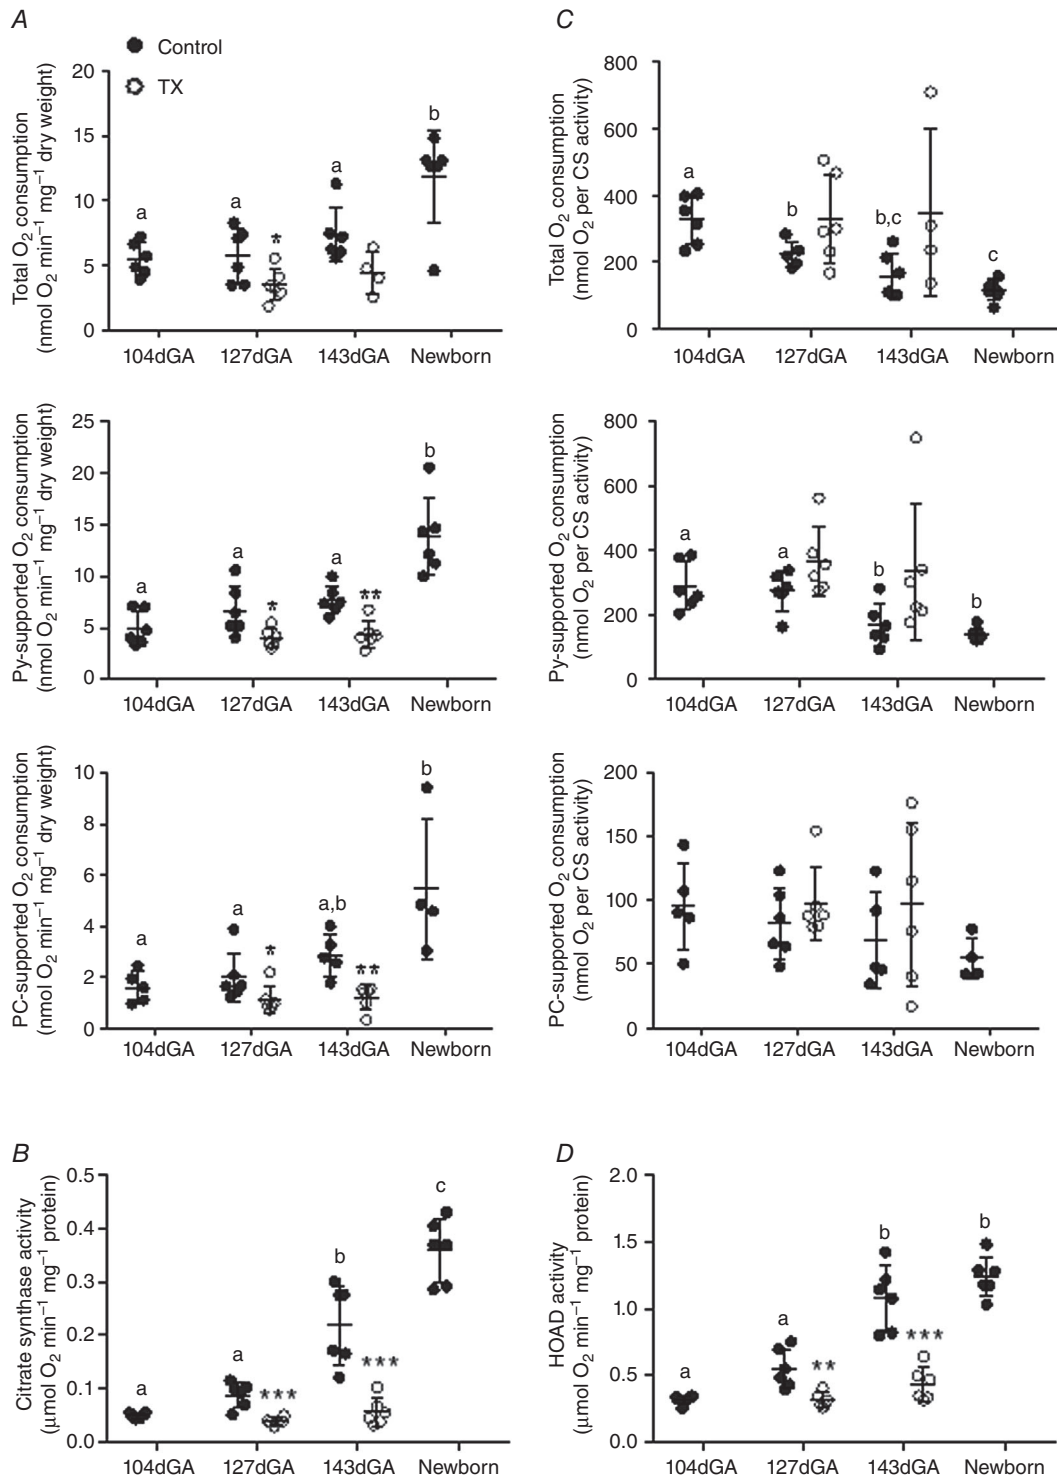 A
Control
TX
Total O₂ consumption
(nmol O₂ min⁻¹ mg⁻¹ dry weight)
20
15
10
5
0
a
a
*
a
b
104dGA 127dGA 143dGA Newborn
C
Total O₂ consumption
(nmol O₂ per CS activity)
800
600
400
200
0
a
b
b,c
c
104dGA 127dGA 143dGA Newborn
Py-supported O₂ consumption
(nmol O₂ min⁻¹ mg⁻¹ dry weight)
25
20
15
10
5
0
a
a
*
a
**
b
104dGA 127dGA 143dGA Newborn
Py-supported O₂ consumption
(nmol O₂ per CS activity)
800
600
400
200
0
a
a
b
b
104dGA 127dGA 143dGA Newborn
PC-supported O₂ consumption
(nmol O₂ min⁻¹ mg⁻¹ dry weight)
10
8
6
4
2
0
a
a
*
a,b
**
b
104dGA 127dGA 143dGA Newborn
PC-supported O₂ consumption
(nmol O₂ per CS activity)
200
150
100
50
0
104dGA 127dGA 143dGA Newborn
B
Citrate synthase activity
(μmol O₂ min⁻¹ mg⁻¹ protein)
0.5
0.4
0.3
0.2
0.1
0.0
a
a
***
b
***
c
104dGA 127dGA 143dGA Newborn
D
HOAD activity
(μmol O₂ min⁻¹ mg⁻¹ protein)
2.0
1.5
1.0
0.5
0.0
a
a
**
b
***
b
104dGA 127dGA 143dGA Newborn